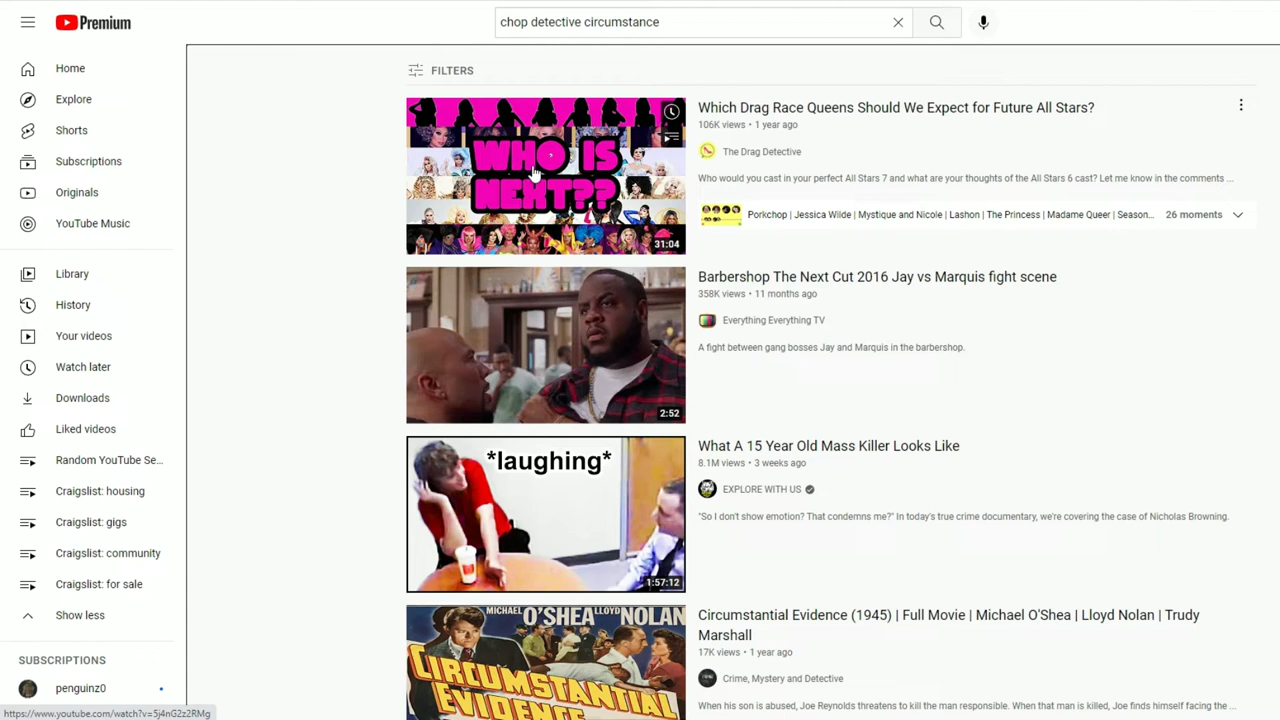 Premium
chop detective circumstance
Home
Explore
Shorts
Subscriptions
Originals
YouTube Music
Library
History
Your videos
Watch later
Downloads
Liked videos
Random YouTube Se...
Craigslist: housing
Craigslist: gigs
Craigslist: community
Craigslist: for sale
Show less
SUBSCRIPTIONS
penguinz0
https://www.youtube.com/watch?v=5j4nG2z2RMg
FILTERS
WHO IS
NEXT??
31:04
Which Drag Race Queens Should We Expect for Future All Stars?
106K views • 1 year ago
The Drag Detective
Who would you cast in your perfect All Stars 7 and what are your thoughts of the All Stars 6 cast? Let me know in the comments ...
Porkchop | Jessica Wilde | Mystique and Nicole | Lashon | The Princess | Madame Queer | Season...
26 moments
2:52
Barbershop The Next Cut 2016 Jay vs Marquis fight scene
358K views • 11 months ago
Everything Everything TV
A fight between gang bosses Jay and Marquis in the barbershop.
*laughing*
1:57:12
What A 15 Year Old Mass Killer Looks Like
8.1M views • 3 weeks ago
EXPLORE WITH US
"So I don't show emotion? That condemns me?" In today's true crime documentary, we're covering the case of Nicholas Browning.
MICHAEL O'SHEA LLOYD NOLAN
CIRCUMSTANTIAL
EVIDENCE
Circumstantial Evidence (1945) | Full Movie | Michael O'Shea | Lloyd Nolan | Trudy
Marshall
17K views • 1 year ago
Crime, Mystery and Detective
When his son is abused, Joe Reynolds threatens to kill the man responsible. When that man is killed, Joe finds himself facing the ...